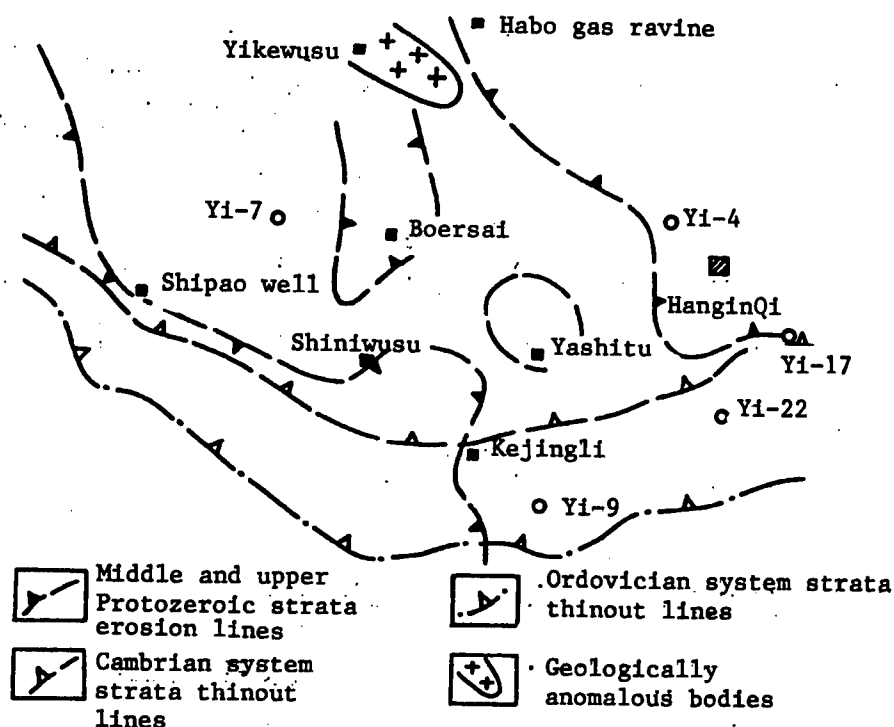 Habo gas ravine
Yikewusu
Yi-7
Yi-4
Boersai
Shipao well
HanginQi
Shiniwusu
Yashitu
Yi-17
Yi-22
Kejingli
Yi-9
Middle and upper
Protozeroic strata
erosion lines
Ordovician system strata
thinout lines
Cambrian system
strata thinout
lines
Geologically
anomalous bodies